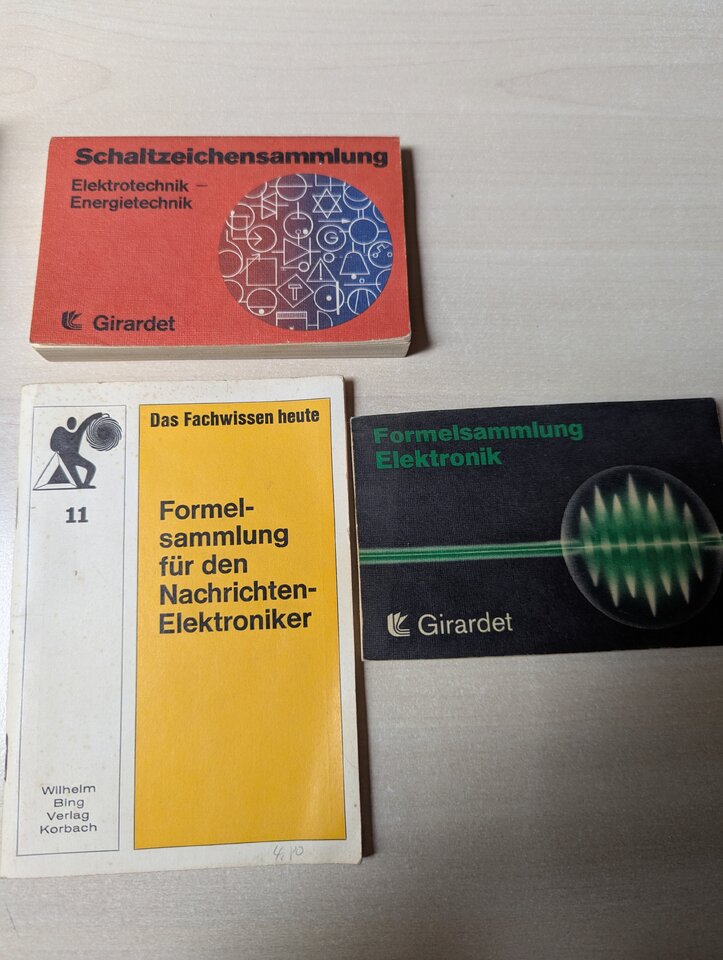 Schaltzeichensammlung
Elektrotechnik –
Energietechnik
Girardet
Das Fachwissen heute
11
Formel-
sammlung
für den
Nachrichten-
Elektroniker
Wilhelm
Bing
Verlag
Korbach
Formelsammlung
Elektronik
Girardet